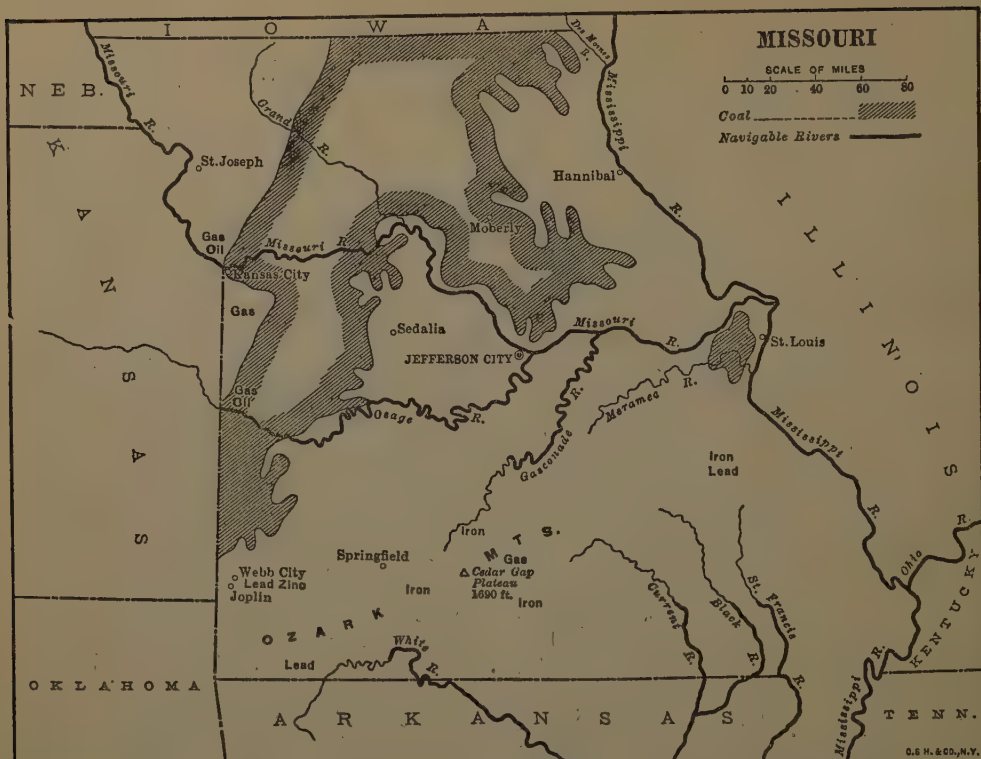 MISSOURI
SCALE OF MILES
0 10 20 40 60 80
Coal
Navigable Rivers
IOWA
NEB.
KANSAS
ILLINOIS
Missouri R.
Grand R.
Des Moines R.
Mississippi R.
St. Joseph
Hannibal
Gas
Oil
Missouri R.
Moberly
Kansas City
Gas
Sedalia
JEFFERSON CITY
Missouri R.
St. Louis
Gas
Oil
Osage R.
Gasconade R.
Meramec R.
Mississippi R.
Iron
Lead
Iron
OZARK MTS.
Gas
Springfield
Cedar Gap
Plateau
1690 ft.
Webb City
Lead Zinc
Joplin
Iron
Iron
Current R.
Black R.
St. Francis R.
Ohio R.
KENTUCKY
Lead
White R.
OKLAHOMA
ARKANSAS
Mississippi R.
TENN.
C.S H. & CO., N.Y.